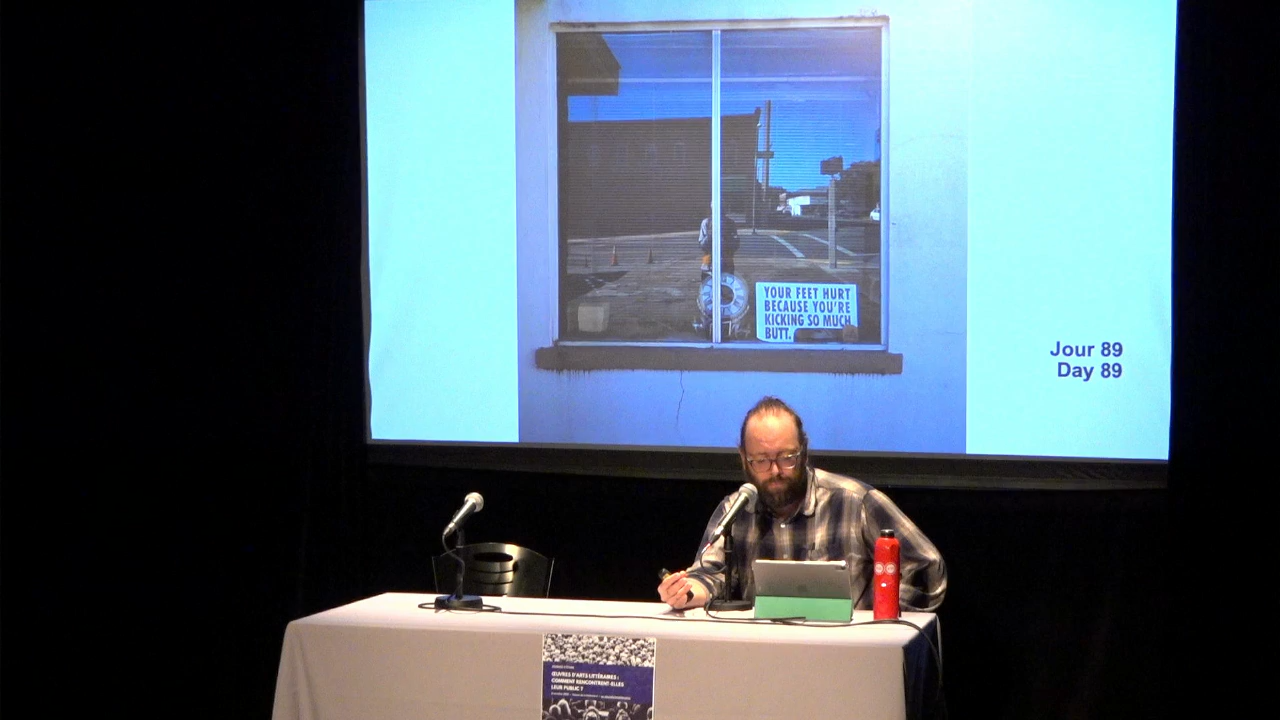 YOUR FEET HURT
BECAUSE YOU'RE
KICKING SO MUCH
BUTT.
Jour 89
Day 89
ŒUVRES D'ARTS LITTÉRAIRES :
COMMENT RENCONTRENT-ELLES
LEUR PUBLIC ?